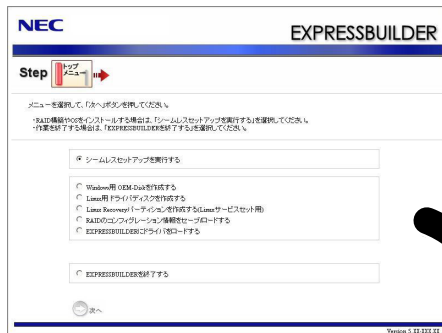 NEC
EXPRESSBUILDER
Step
トップ
メニュー
メニューを選択して、「次へ」ボタンを押してください。
・RAID構築やOSをインストールする場合は、「シームレスセットアップを実行する」を選択してください。
・作業を終了する場合は、「EXPRESSBUILDERを終了する」を選択してください。
シームレスセットアップを実行する
Windows用 OEM-Diskを作成する
Linux用 ドライバディスクを作成する
Linux Recoveryパーティションを作成する(Linuxサービスセット用)
RAIDのコンフィグレーション情報をセーブ/ロードする
EXPRESSBUILDERにドライバをロードする
EXPRESSBUILDERを終了する
次へ
Version 5.XX-XXX.XX